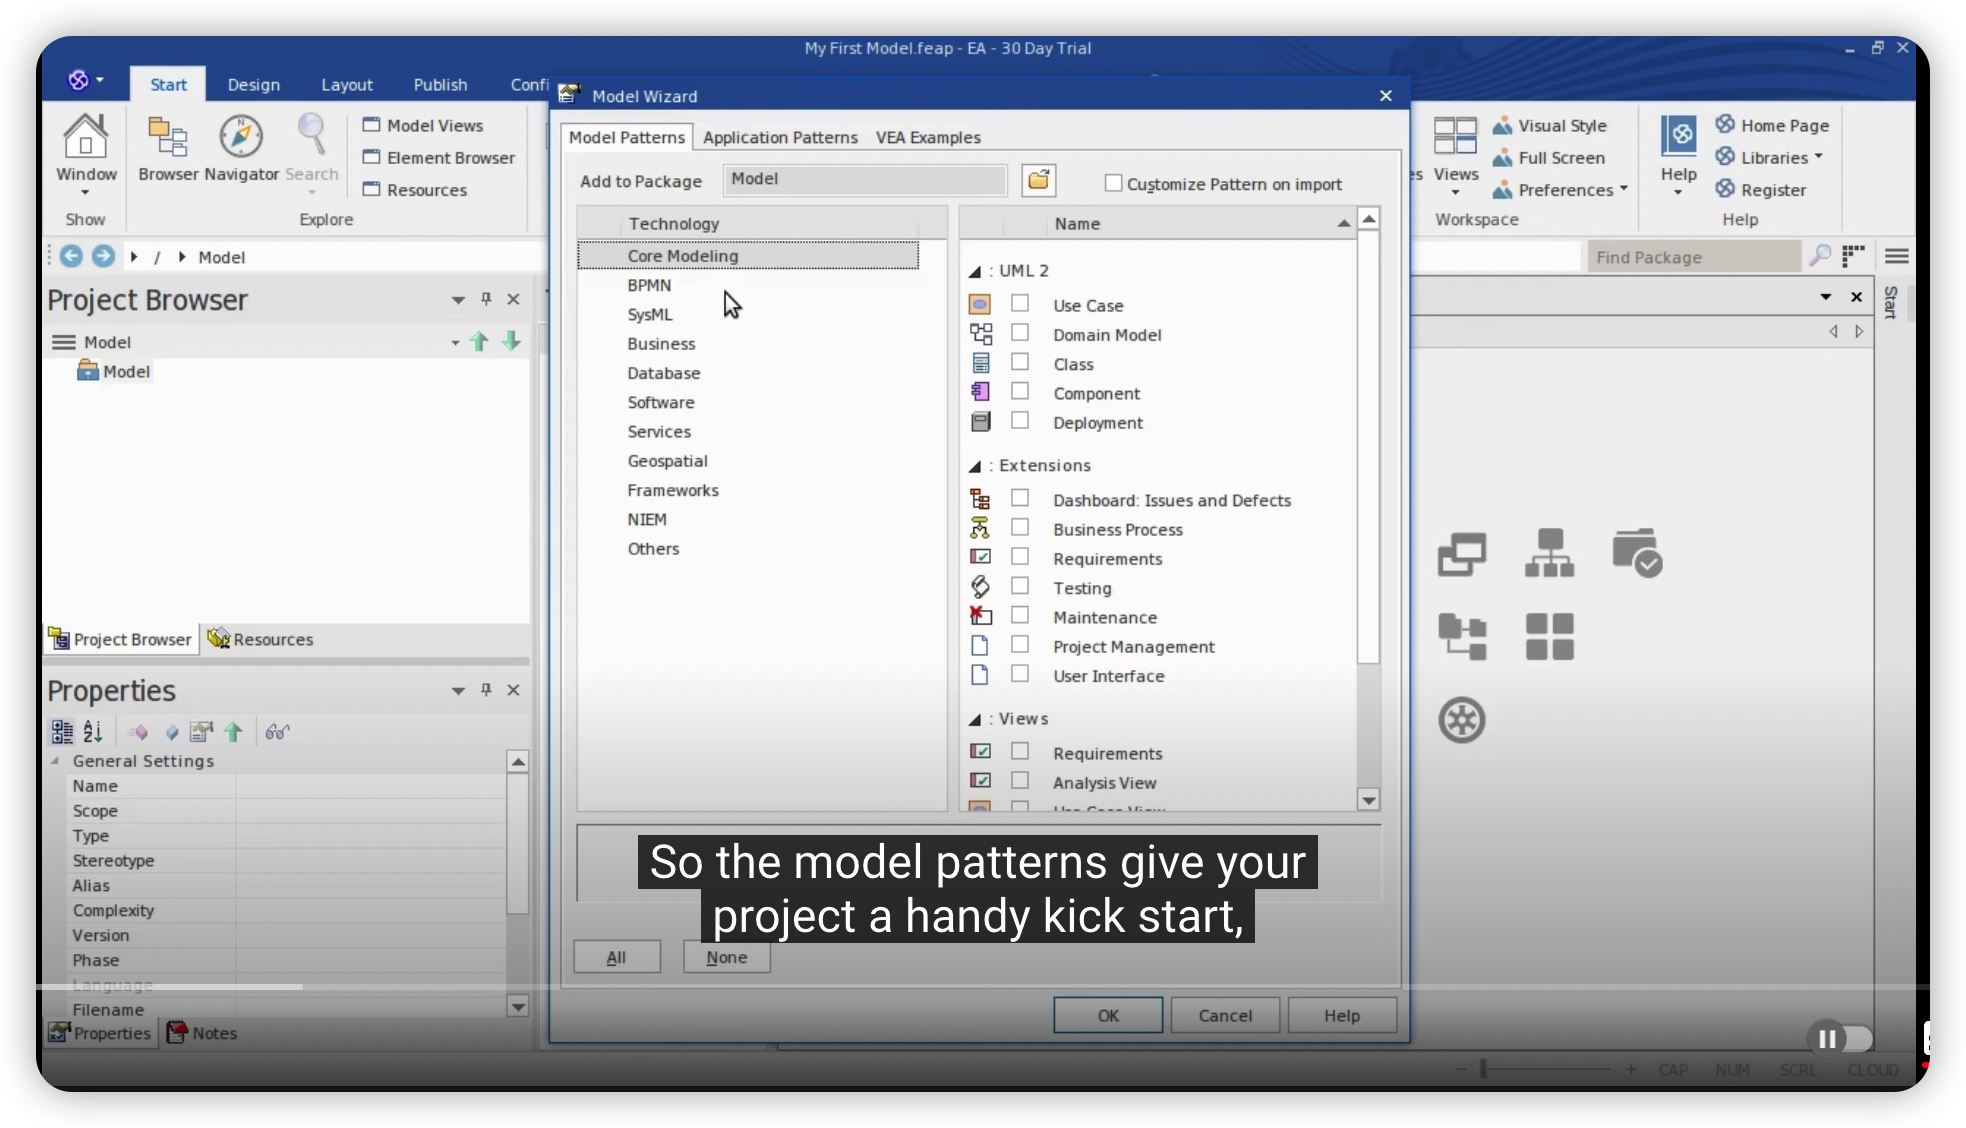 My First Model.feap - EA - 30 Day Trial
Start Design Layout Publish Confi
Window
Show
Browser Navigator Search
Model Views
Element Browser
Resources
Explore
Views
Visual Style
Full Screen
Preferences
Workspace
Help
Home Page
Libraries
Register
Help
/ Model
Find Package
Project Browser
Model
Model
Project Browser Resources
Properties
General Settings
Name
Scope
Type
Stereotype
Alias
Complexity
Version
Phase
Language
Filename
Properties Notes
Model Wizard
Model Patterns Application Patterns VEA Examples
Add to Package Model Customize Pattern on import
Technology
Core Modeling
BPMN
SysML
Business
Database
Software
Services
Geospatial
Frameworks
NIEM
Others
Name
: UML 2
Use Case
Domain Model
Class
Component
Deployment
: Extensions
Dashboard: Issues and Defects
Business Process
Requirements
Testing
Maintenance
Project Management
User Interface
: Views
Requirements
Analysis View
So the model patterns give your
project a handy kick start,
All None
OK Cancel Help
Start
CAP NUM SCRL CLOUD